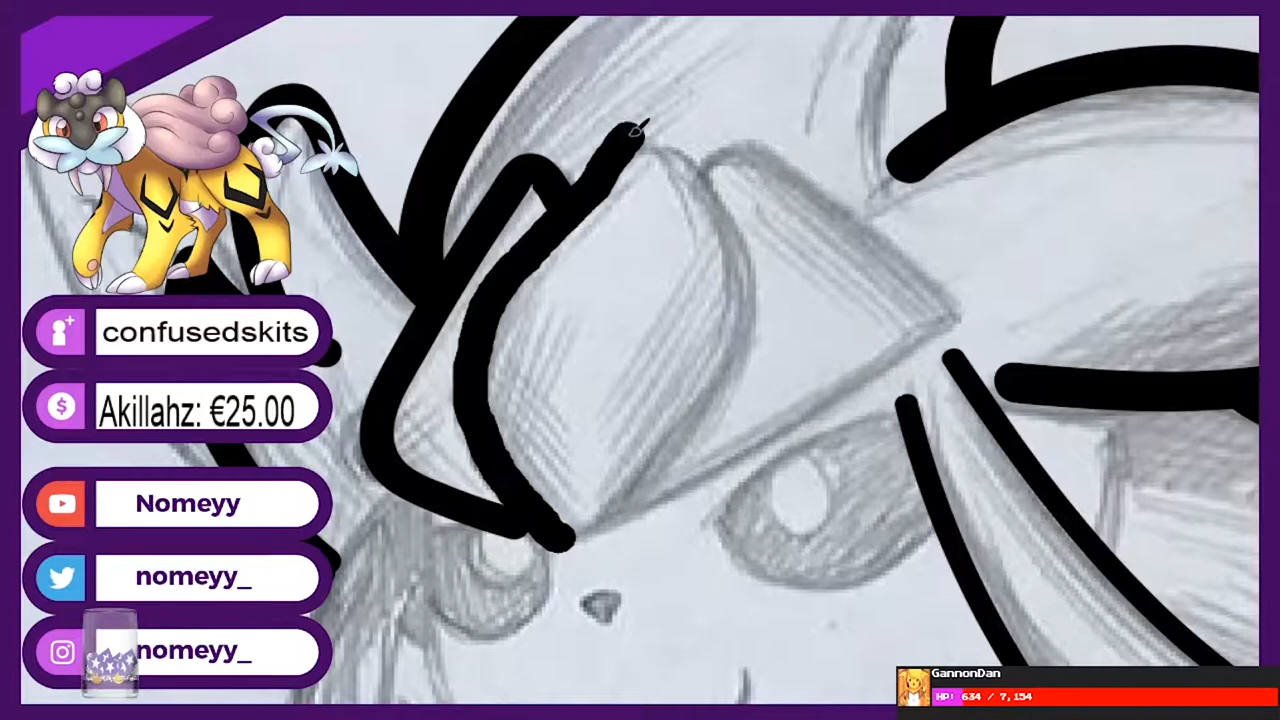 confusedskits
Akillahz: €25.00
Nomeyy
nomeyy_
nomeyy_
GannonDan
HP: 634 / 7,154